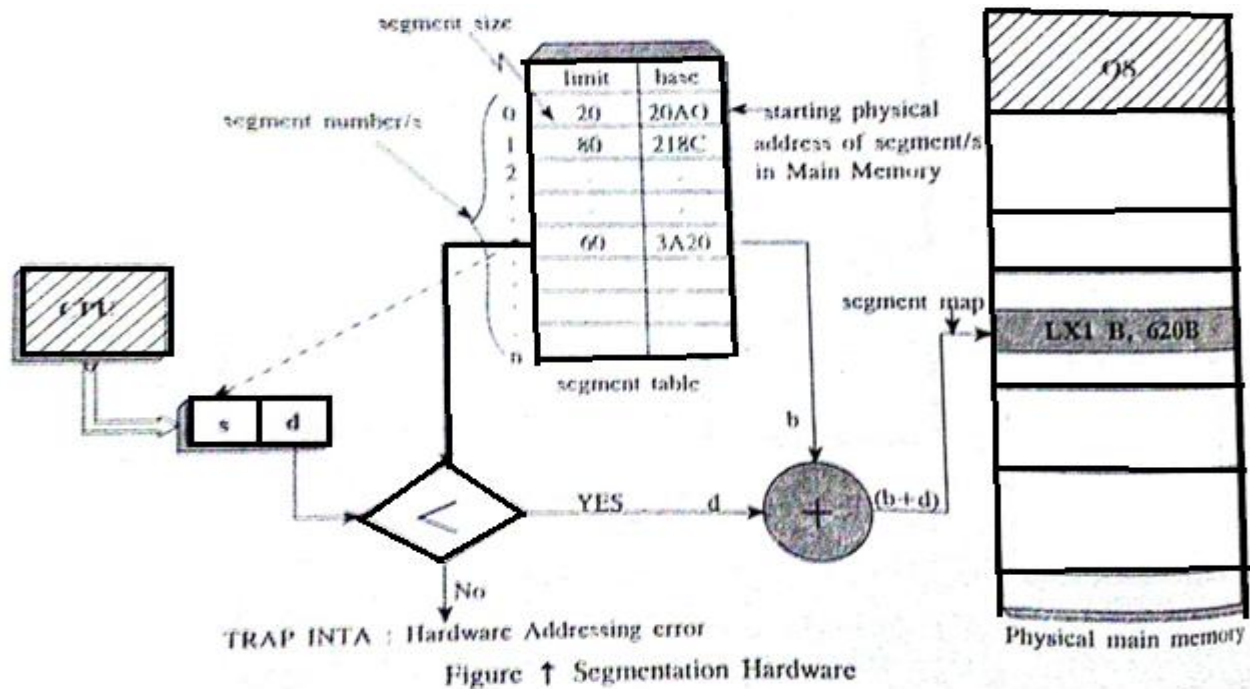 segment size
limit base
0 20 20AO
segment number/s
starting physical
address of segment/s
in Main Memory
1 80 218C
2
60 3A20
n
segment table
OS
CPU
s d
segment map
LX1 B, 620B
b
<
YES d
+
(b+d)
No
TRAP INTA : Hardware Addressing error
Physical main memory
Figure ↑ Segmentation Hardware